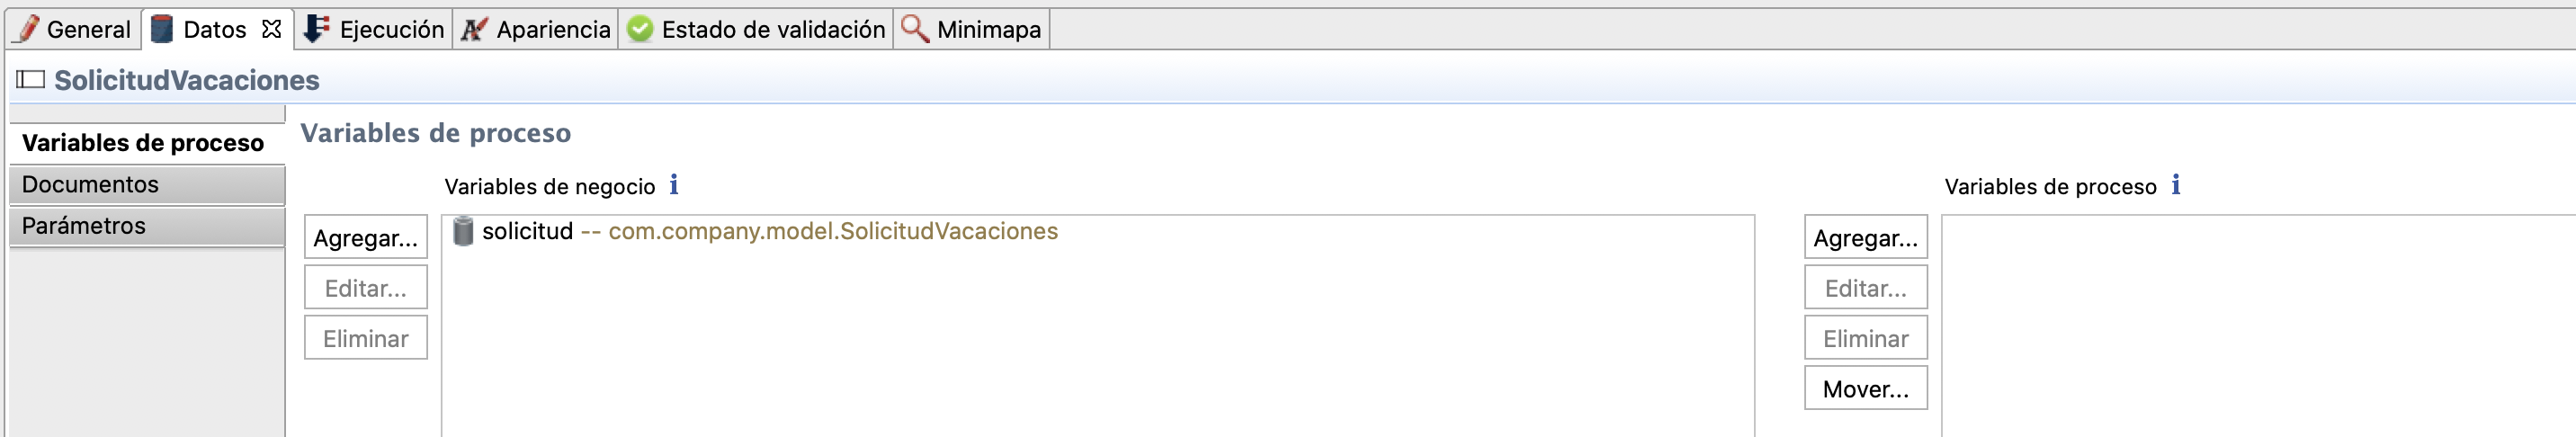 General Datos Ejecución Apariencia Estado de validación Minimapa
SolicitudVacaciones
Variables de proceso
Documentos
Parámetros
Variables de proceso
Variables de negocio
Agregar...
Editar...
Eliminar
solicitud -- com.company.model.SolicitudVacaciones
Variables de proceso
Agregar...
Editar...
Eliminar
Mover...